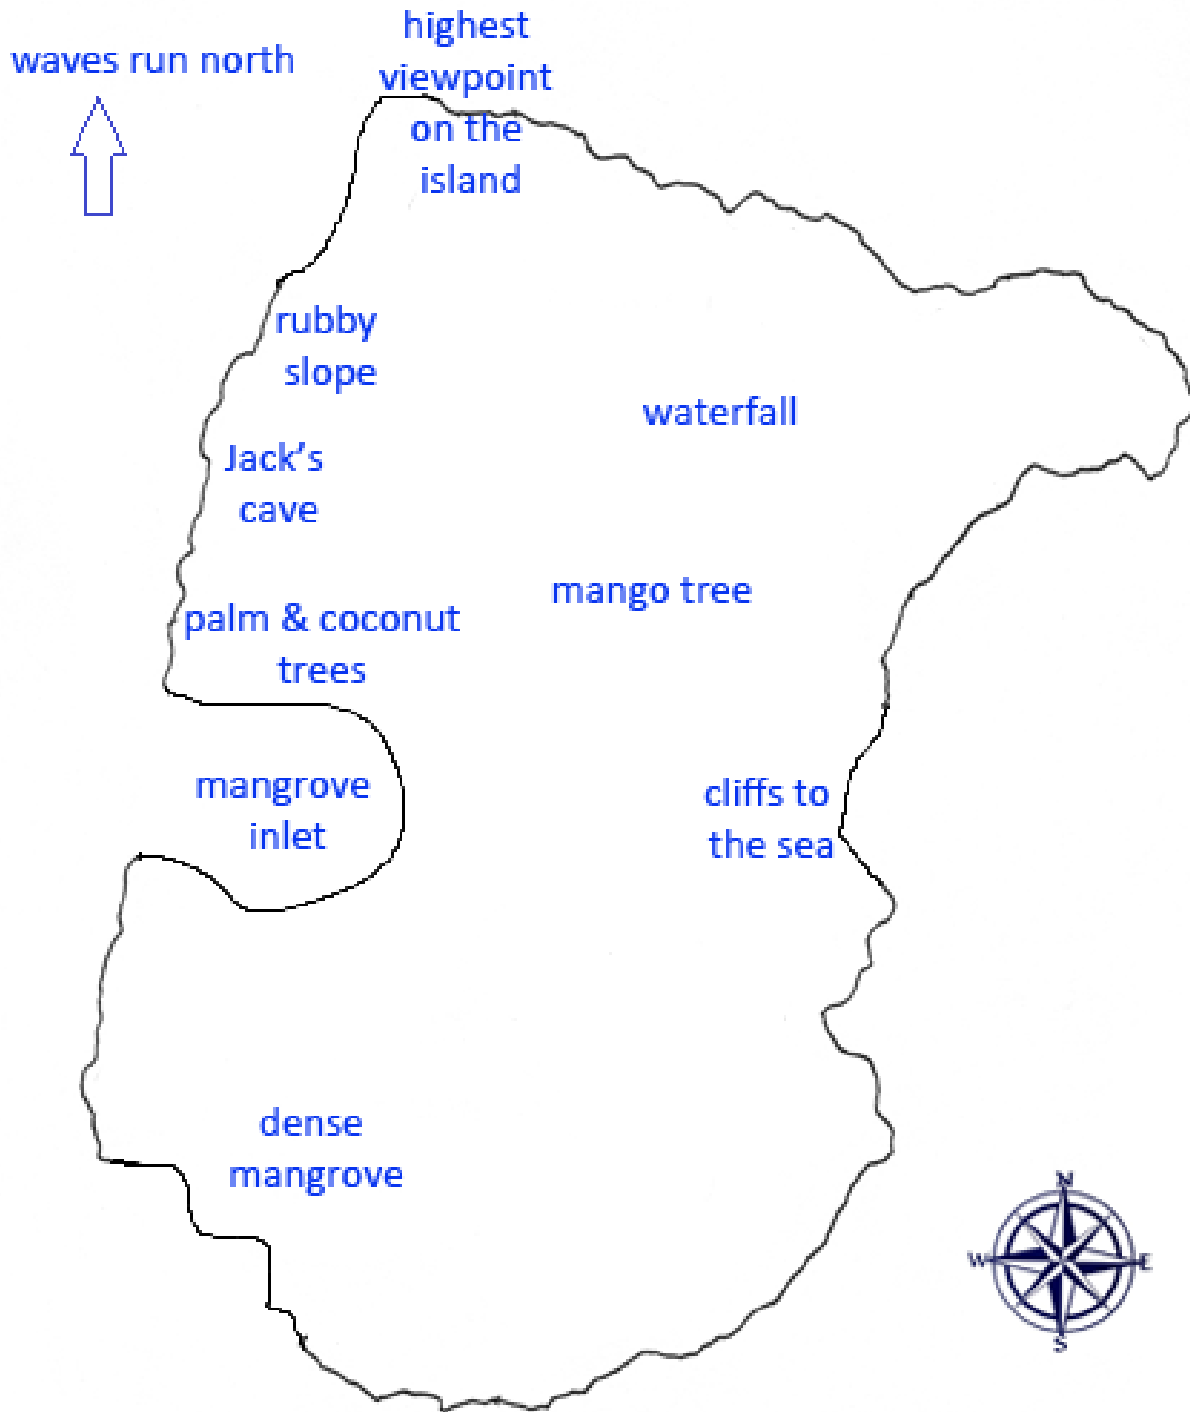 highest
viewpoint
on the
island
waves run north
rubby
slope
waterfall
Jack's
cave
mango tree
palm & coconut
trees
mangrove
inlet
cliffs to
the sea
dense
mangrove
N
W
E
S